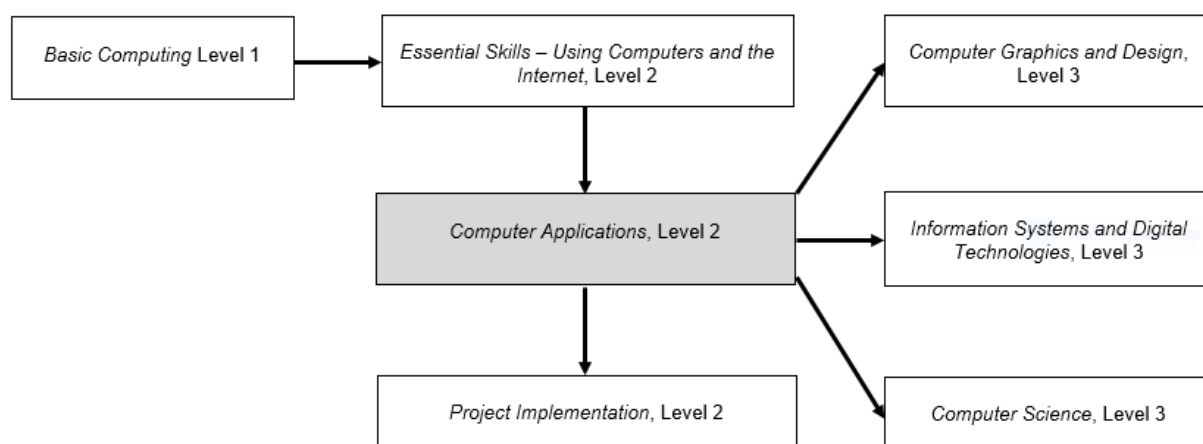 Basic Computing Level 1
Essential Skills – Using Computers and the
Internet, Level 2
Computer Graphics and Design,
Level 3
Computer Applications, Level 2
Information Systems and Digital
Technologies, Level 3
Project Implementation, Level 2
Computer Science, Level 3